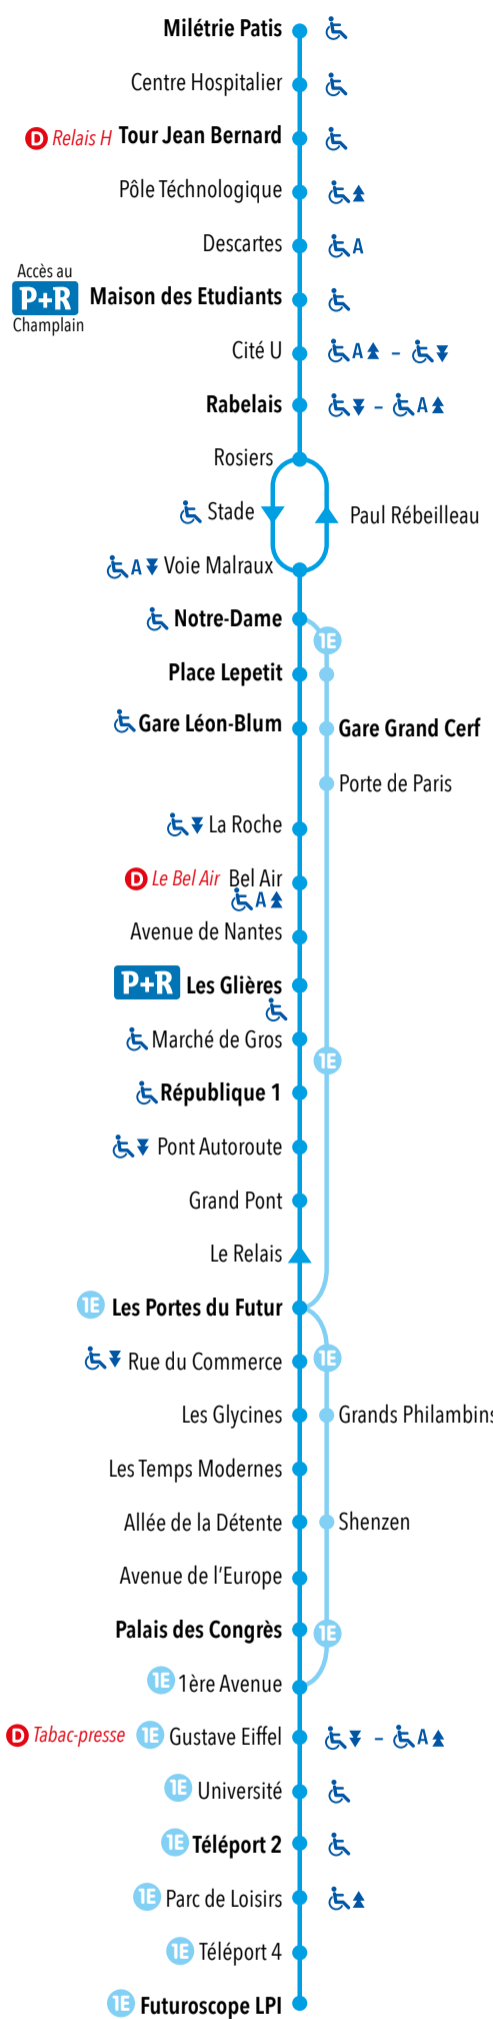 Milétrie Patis
Centre Hospitalier
D Relais H Tour Jean Bernard
Pôle Téchnologique
Descartes A
Accès au
P+R Maison des Etudiants
Champlain
Cité U A –
Rabelais – A
Rosiers
Stade Paul Rébeilleau
A Voie Malraux
Notre-Dame
1E
Place Lepetit
Gare Léon-Blum Gare Grand Cerf
Porte de Paris
La Roche
D Le Bel Air Bel Air
A
Avenue de Nantes
P+R Les Glières
Marché de Gros
1E
République 1
Pont Autoroute
Grand Pont
Le Relais
1E Les Portes du Futur
Rue du Commerce 1E
Les Glycines Grands Philambins
Les Temps Modernes
Allée de la Détente Shenzen
Avenue de l'Europe
Palais des Congrès 1E
1E 1ère Avenue
D Tabac-presse 1E Gustave Eiffel – A
1E Université
1E Téléport 2
1E Parc de Loisirs
1E Téléport 4
1E Futuroscope LPI